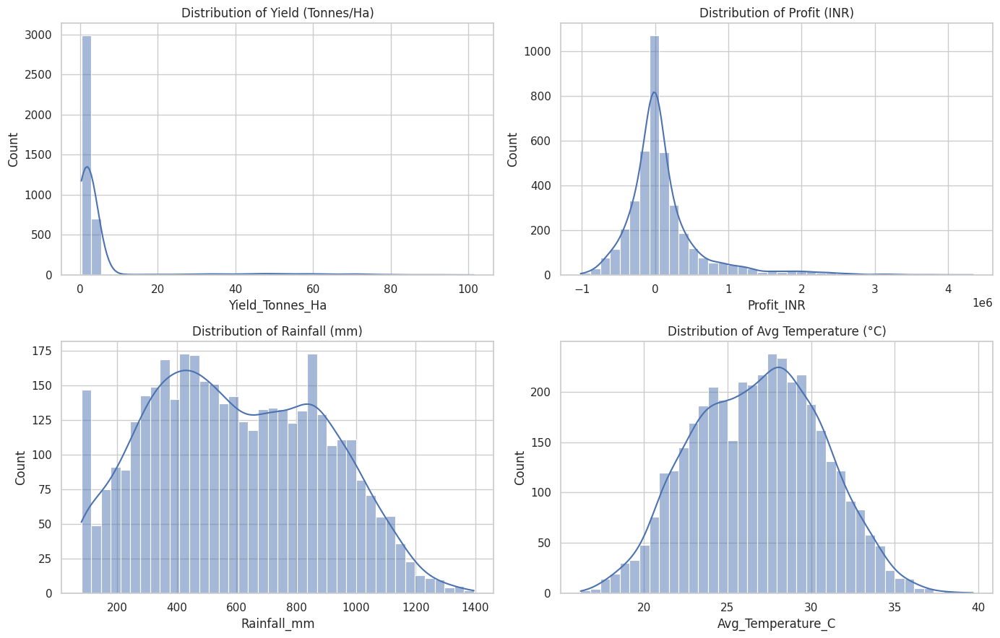 Distribution of Yield (Tonnes/Ha)
3000
2500
2000
1500
1000
500
0
Count
0 20 40 60 80 100
Yield_Tonnes_Ha
Distribution of Profit (INR)
1000
800
600
400
200
0
Count
−1 0 1 2 3 4
1e6
Profit_INR
Distribution of Rainfall (mm)
175
150
125
100
75
50
25
0
Count
200 400 600 800 1000 1200 1400
Rainfall_mm
Distribution of Avg Temperature (°C)
200
150
100
50
0
Count
20 25 30 35 40
Avg_Temperature_C